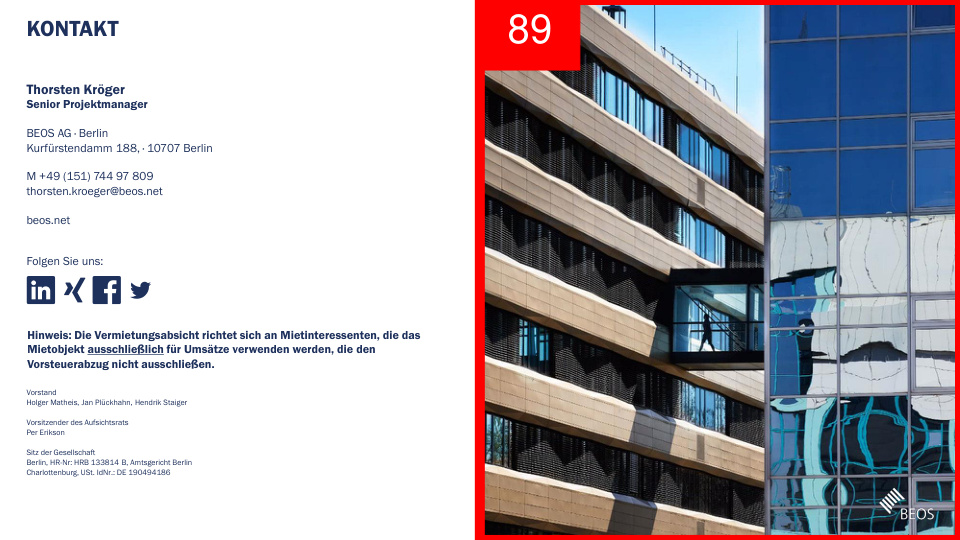 KONTAKT
Thorsten Kröger
Senior Projektmanager
BEOS AG · Berlin
Kurfürstendamm 188, · 10707 Berlin
M +49 (151) 744 97 809
thorsten.kroeger@beos.net
beos.net
Folgen Sie uns:
in
f
Hinweis: Die Vermietungsabsicht richtet sich an Mietinteressenten, die das
Mietobjekt ausschließlich für Umsätze verwenden werden, die den
Vorsteuerabzug nicht ausschließen.
Vorstand
Holger Matheis, Jan Plückhahn, Hendrik Staiger
Vorsitzender des Aufsichtsrats
Per Erikson
Sitz der Gesellschaft
Berlin, HR-Nr: HRB 133814 B, Amtsgericht Berlin
Charlottenburg, USt. IdNr.: DE 190494186
89
BEOS